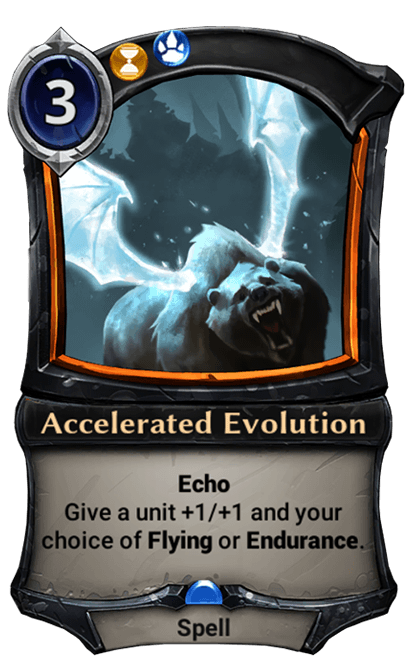 3
Accelerated Evolution
Echo
Give a unit +1/+1 and your
choice of Flying or Endurance.
Spell